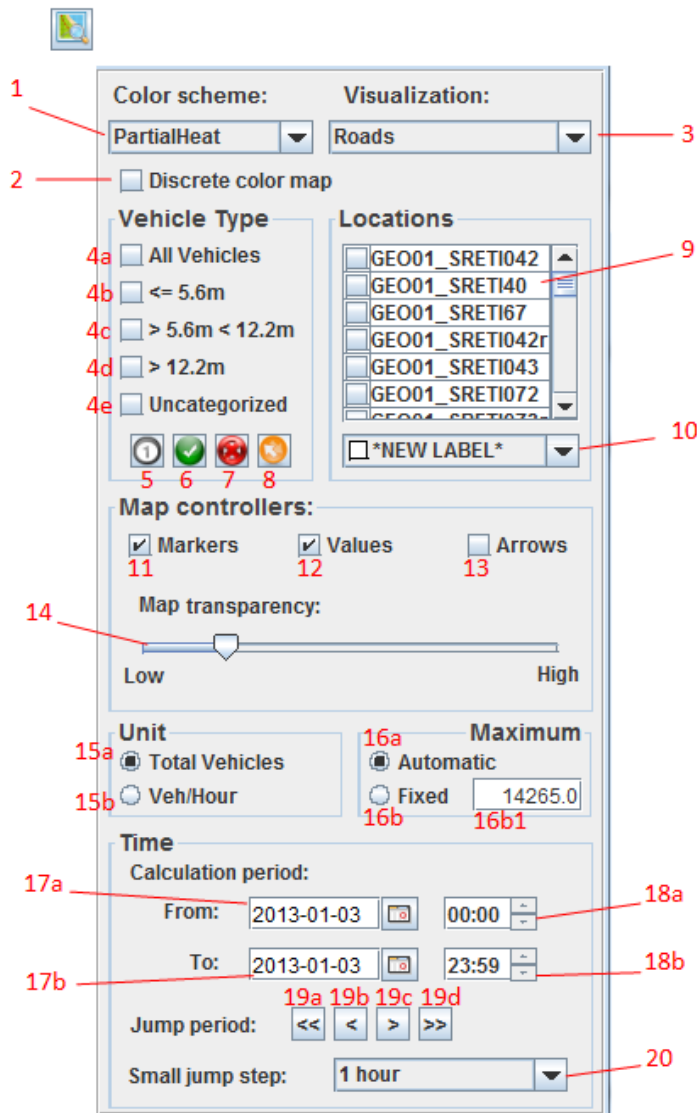 1
Color scheme: Visualization:
PartialHeat Roads
3
2
Discrete color map
Vehicle Type Locations
4a All Vehicles
4b <= 5.6m
4c > 5.6m < 12.2m
4d > 12.2m
4e Uncategorized
GEO01_SRETI042
GEO01_SRETI40
GEO01_SRETI67
GEO01_SRETI042r
GEO01_SRETI043
GEO01_SRETI072
9
*NEW LABEL*
10
1
5 6 7 8
Map controllers:
Markers Values Arrows
11 12 13
14
Map transparency:
Low High
Unit Maximum
15a Total Vehicles
15b Veh/Hour
16a Automatic
16b Fixed 14265.0
16b1
Time
Calculation period:
17a
From: 2013-01-03 00:00
18a
To: 2013-01-03 23:59
17b
18b
19a 19b 19c 19d
Jump period: << < > >>
Small jump step: 1 hour
20